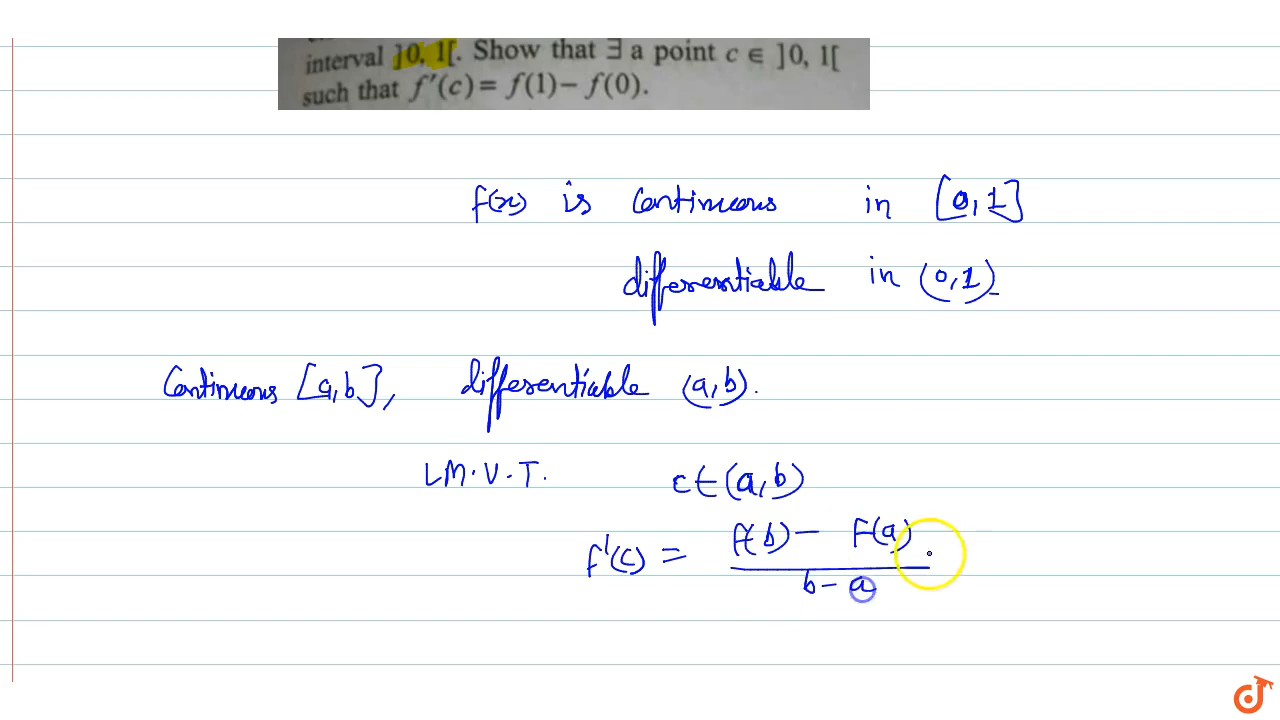 interval ]0, 1[. Show that ∃ a point c ∈ ]0, 1[
such that f′(c) = f(1) − f(0).
f(x) is continuous in [0,1]
differentiable in (0,1)
Continuous [a,b], differentiable (a,b).
LM.V.T. c ∈ (a,b)
f'(c) = f(b) − f(a)
b − a